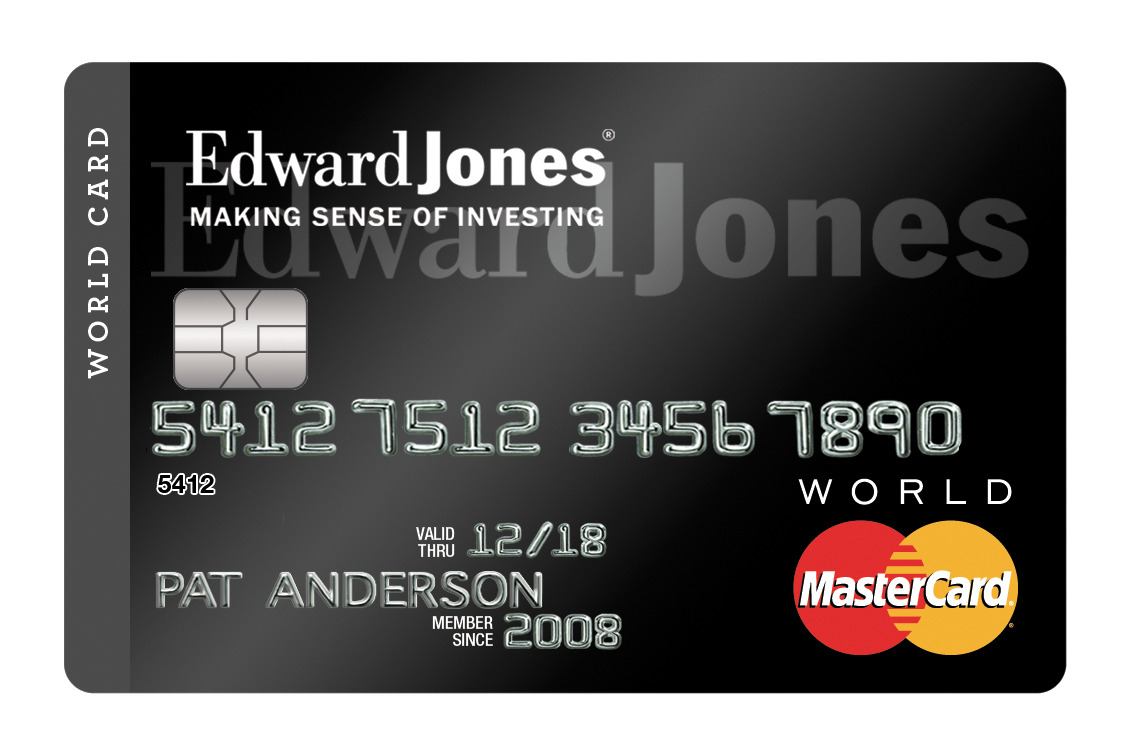 WORLD CARD
Edward Jones®
MAKING SENSE OF INVESTING
Edward Jones
5412 7512 3456 7890
5412
WORLD
VALID
THRU 12/18
PAT ANDERSON
MEMBER
SINCE 2008
MasterCard®